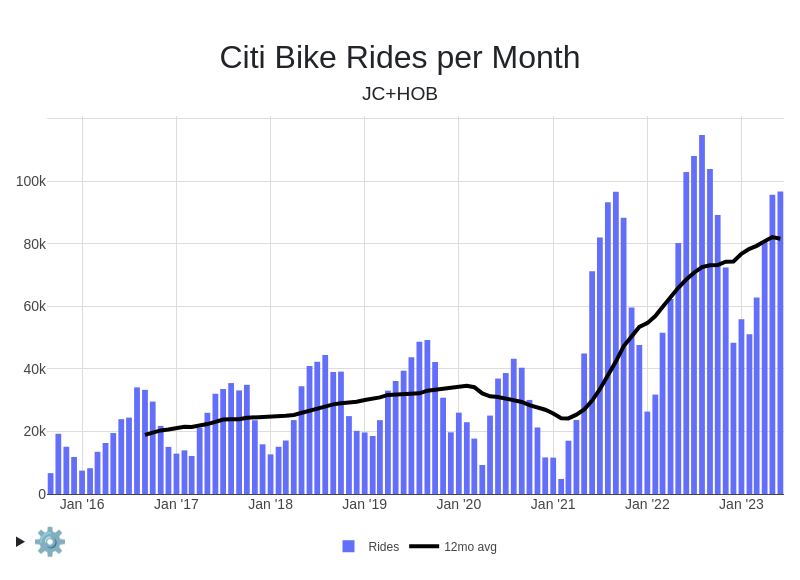 Citi Bike Rides per Month
JC+HOB
100k
80k
60k
40k
20k
0
Jan '16 Jan '17 Jan '18 Jan '19 Jan '20 Jan '21 Jan '22 Jan '23
Rides 12mo avg